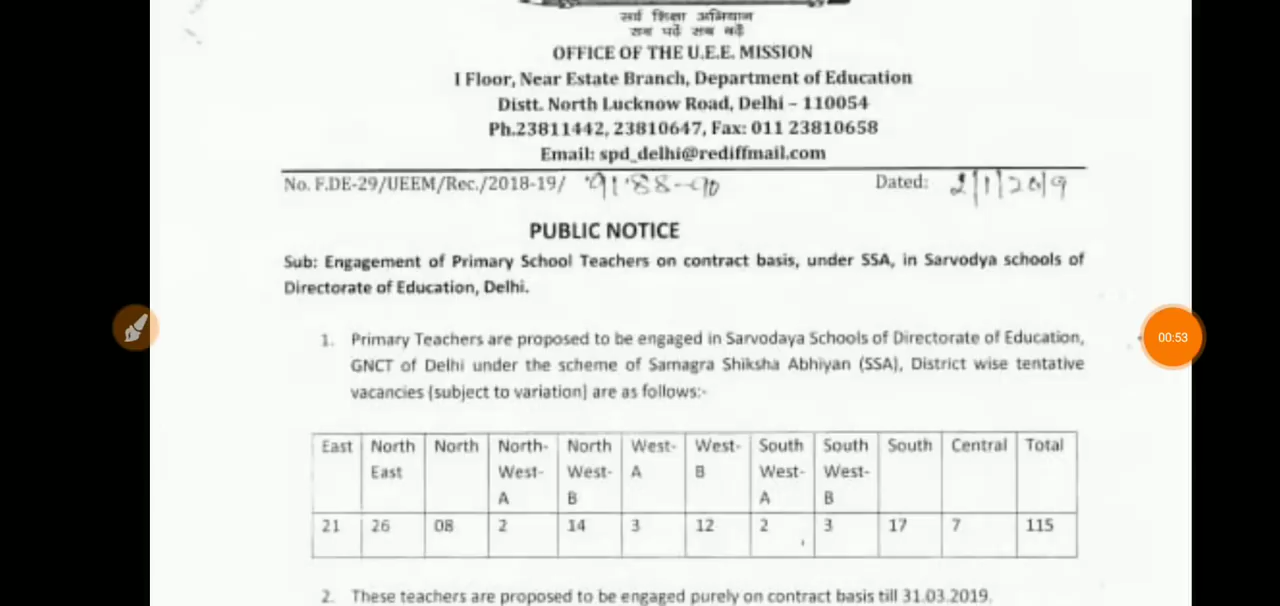 सर्व शिक्षा अभियान
सब पढ़ें सब बढ़ें
OFFICE OF THE U.E.E. MISSION
I Floor, Near Estate Branch, Department of Education
Distt. North Lucknow Road, Delhi – 110054
Ph.23811442, 23810647, Fax: 011 23810658
Email: spd_delhi@rediffmail.com
No. F.DE-29/UEEM/Rec./2018-19/ 9188-90 Dated: 2/1/2019
PUBLIC NOTICE
Sub: Engagement of Primary School Teachers on contract basis, under SSA, in Sarvodya schools of
Directorate of Education, Delhi.
1. Primary Teachers are proposed to be engaged in Sarvodaya Schools of Directorate of Education,
GNCT of Delhi under the scheme of Samagra Shiksha Abhiyan (SSA), District wise tentative
vacancies (subject to variation) are as follows:-
East North North North- North West- West- South South South Central Total
East West- West- A B West- West-
A B A B
21 26 08 2 14 3 12 2 3 17 7 115
2. These teachers are proposed to be engaged purely on contract basis till 31.03.2019.
00:53